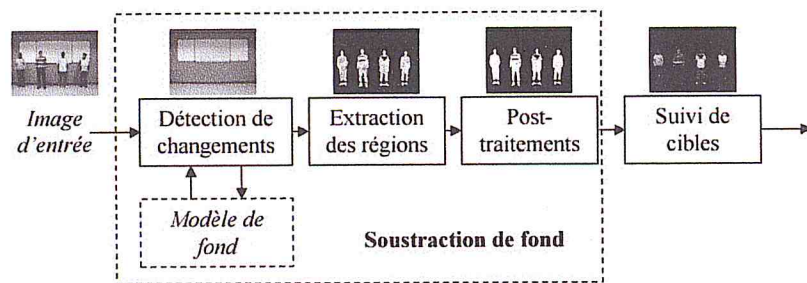 Image
d'entrée
Détection de
changements
Extraction
des régions
Post-
traitements
Suivi de
cibles
Modèle de
fond
Soustraction de fond